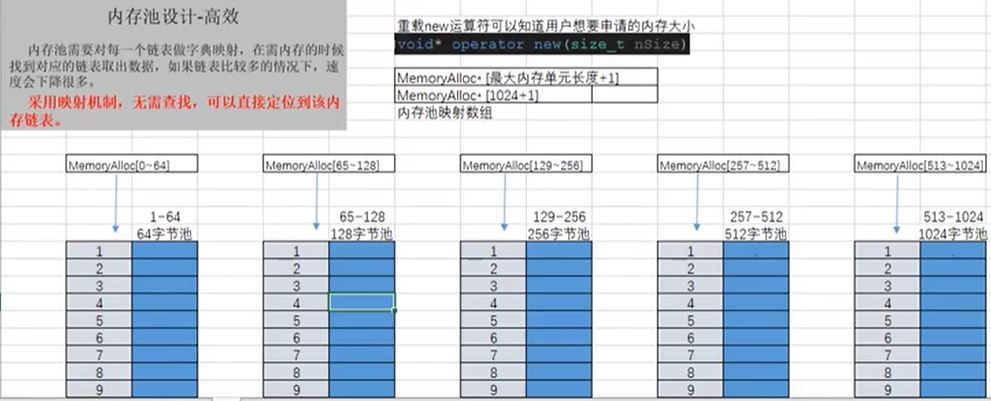 内存池设计-高效
内存池需要对每一个链表做字典映射，在需内存的时候
找到对应的链表取出数据，如果链表比较多的情况下，速
度会下降很多。
采用映射机制，无需查找，可以直接定位到该内
存链表。
重载new运算符可以知道用户想要申请的内存大小
void* operator new(size_t nSize)
MemoryAlloc* [最大内存单元长度+1]
MemoryAlloc* [1024+1]
内存池映射数组
MemoryAlloc[0~64] MemoryAlloc[65~128] MemoryAlloc[129~256] MemoryAlloc[257~512] MemoryAlloc[513~1024]
1-64 65-128 129-256 257-512 513-1024
64字节池 128字节池 256字节池 512字节池 1024字节池
1 1 1 1 1
2 2 2 2 2
3 3 3 3 3
4 4 4 4 4
5 5 5 5 5
6 6 6 6 6
7 7 7 7 7
8 8 8 8 8
9 9 9 9 9